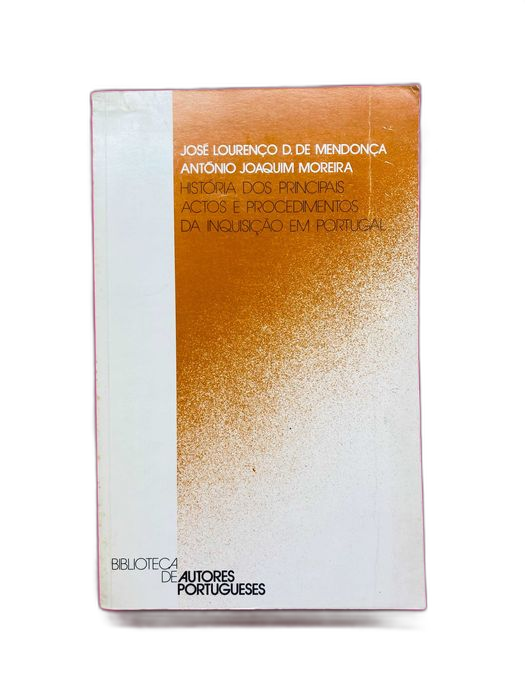 JOSÉ LOURENÇO D. DE MENDONÇA
ANTÓNIO JOAQUIM MOREIRA
HISTÓRIA DOS PRINCIPAIS
ACTOS E PROCEDIMENTOS
DA INQUISIÇÃO EM PORTUGAL
BIBLIOTECA
DE AUTORES
PORTUGUESES